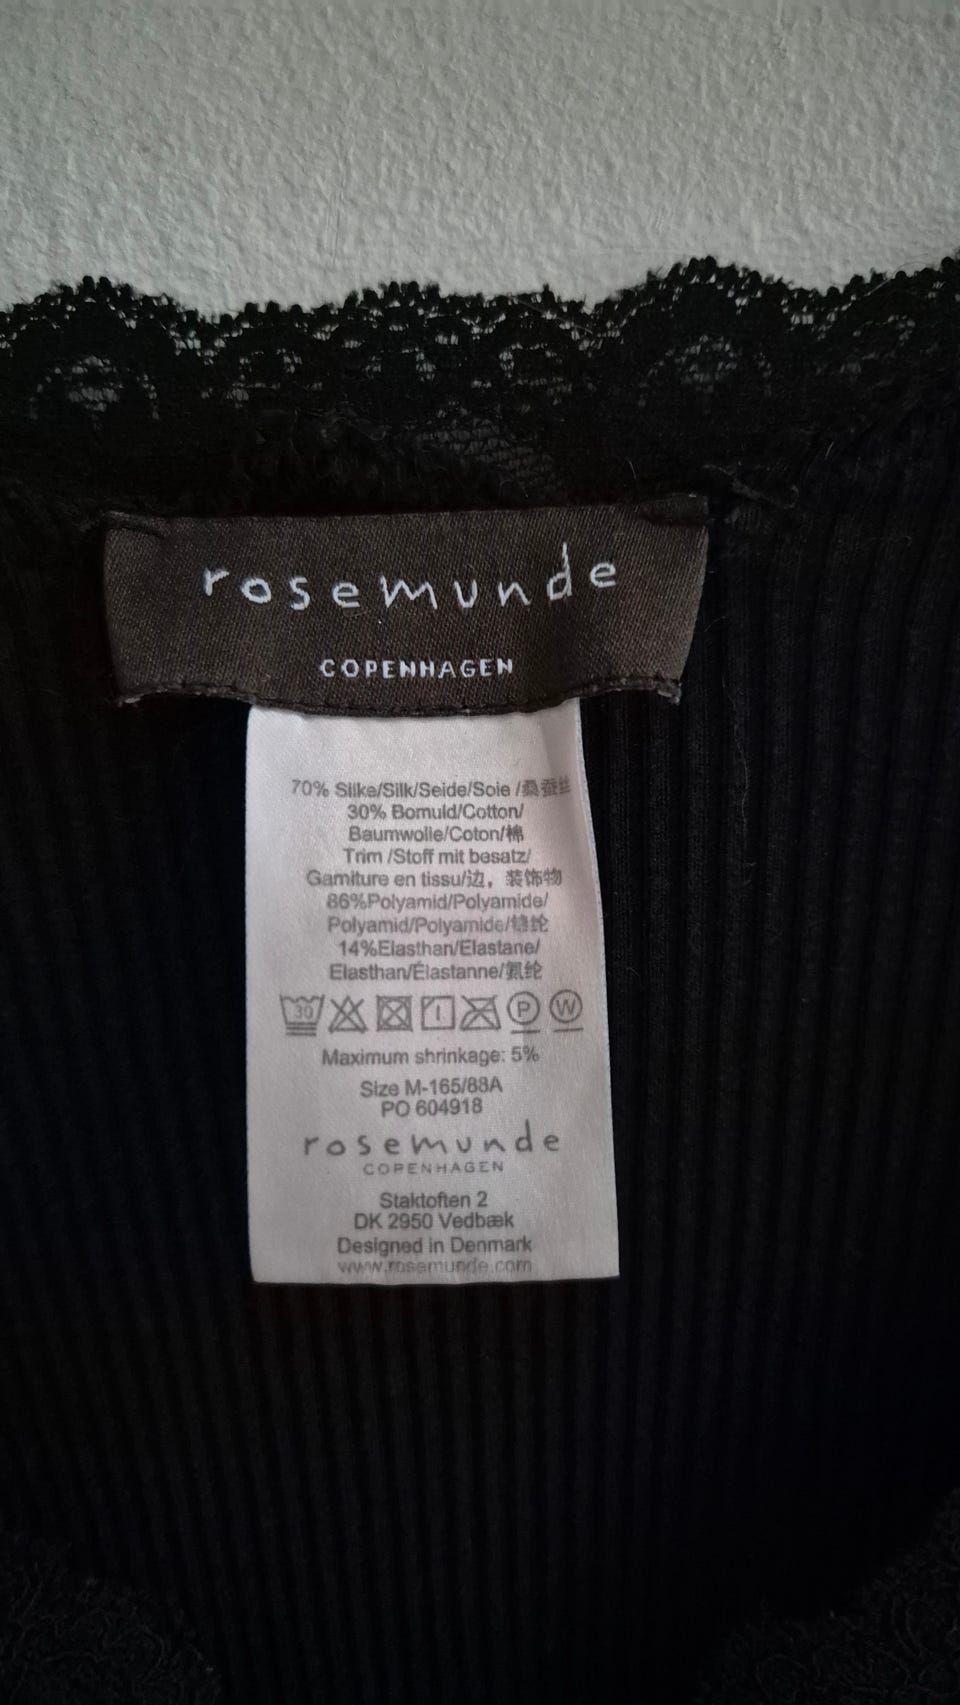 rosemunde
COPENHAGEN
70% Silke/Silk/Seide/Soie /桑蚕丝
30% Bomuld/Cotton/
Baumwolle/Coton/棉
Trim /Stoff mit besatz/
Garniture en tissu/边，装饰物
86%Polyamid/Polyamide/
Polyamid/Polyamide/锦纶
14%Elasthan/Elastane/
Elasthan/Élastanne/氨纶
30 P W
Maximum shrinkage: 5%
Size M-165/88A
PO 604918
rosemunde
COPENHAGEN
Staktoften 2
DK 2950 Vedbæk
Designed in Denmark
www.rosemunde.com